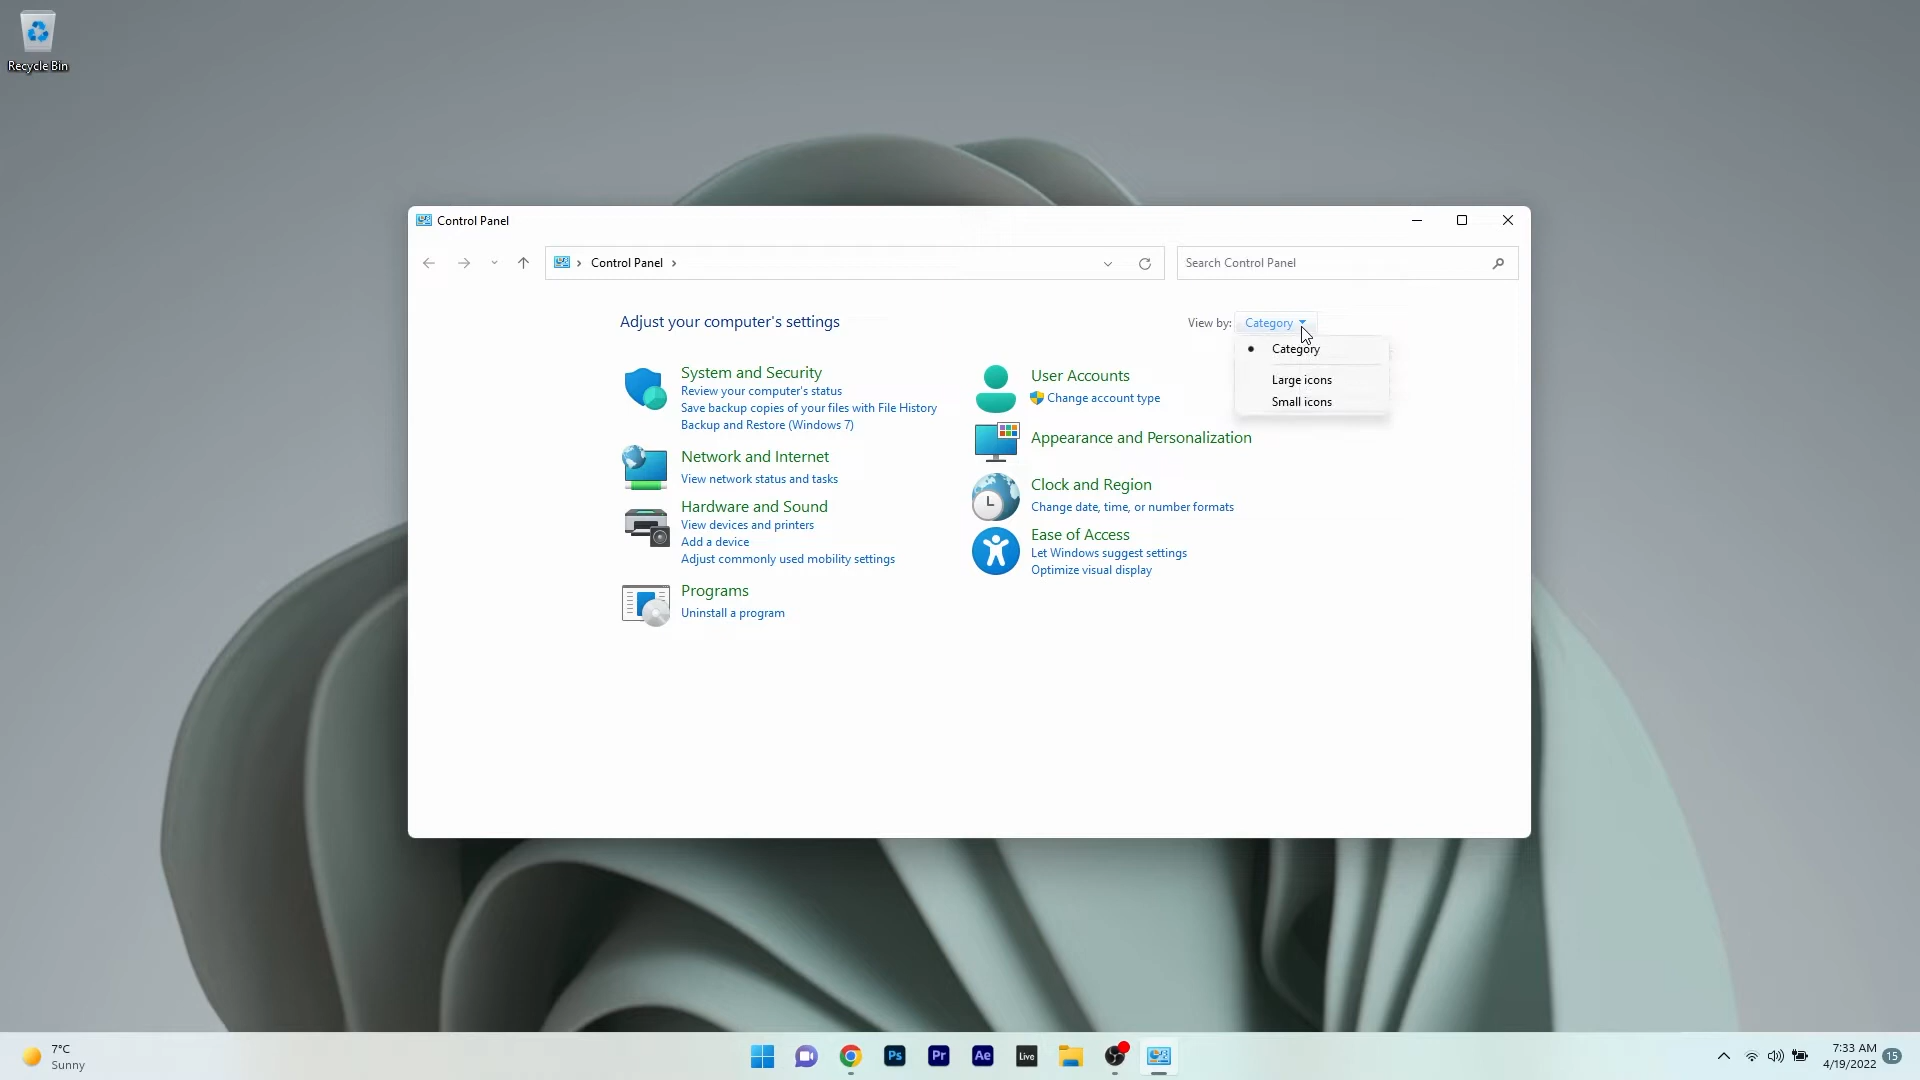 Recycle Bin
Control Panel
Control Panel
Search Control Panel
Adjust your computer's settings
View by: Category
Category
Large icons
Small icons
System and Security
Review your computer's status
Save backup copies of your files with File History
Backup and Restore (Windows 7)
Network and Internet
View network status and tasks
Hardware and Sound
View devices and printers
Add a device
Adjust commonly used mobility settings
Programs
Uninstall a program
User Accounts
Change account type
Appearance and Personalization
Clock and Region
Change date, time, or number formats
Ease of Access
Let Windows suggest settings
Optimize visual display
7°C
Sunny
Ps
Pr
Ae
Live
7:33 AM
4/19/2022
15